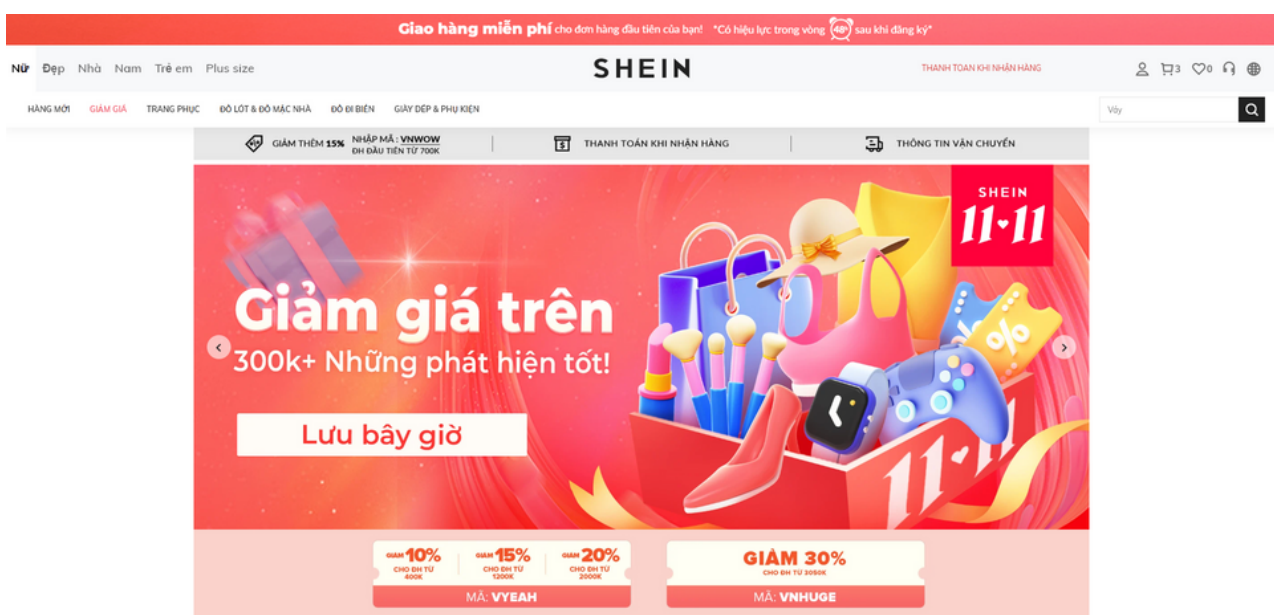 Giao hàng miễn phí cho đơn hàng đầu tiên của bạn! *Có hiệu lực trong vòng 48h sau khi đăng ký*
Nữ Đẹp Nhà Nam Trẻ em Plus size
SHEIN
THANH TOAN KHI NHẬN HÀNG
3 0
HÀNG MỚI GIẢM GIÁ TRANG PHỤC ĐỒ LÓT & ĐỒ MẶC NHÀ ĐỒ ĐI BIỂN GIÀY DÉP & PHỤ KIỆN
Váy
GIẢM THÊM 15% NHẬP MÃ : VNWOW
ĐH ĐẦU TIÊN TỪ 700K
THANH TOÁN KHI NHẬN HÀNG
THÔNG TIN VẬN CHUYỂN
SHEIN
11·11
Giảm giá trên
300k+ Những phát hiện tốt!
Lưu bây giờ
%
11·11
GIẢM 10%
CHO ĐH TỪ
400K
GIẢM 15%
CHO ĐH TỪ
1200K
GIẢM 20%
CHO ĐH TỪ
2000K
MÃ: VYEAH
GIẢM 30%
CHO ĐH TỪ 3050K
MÃ: VNHUGE